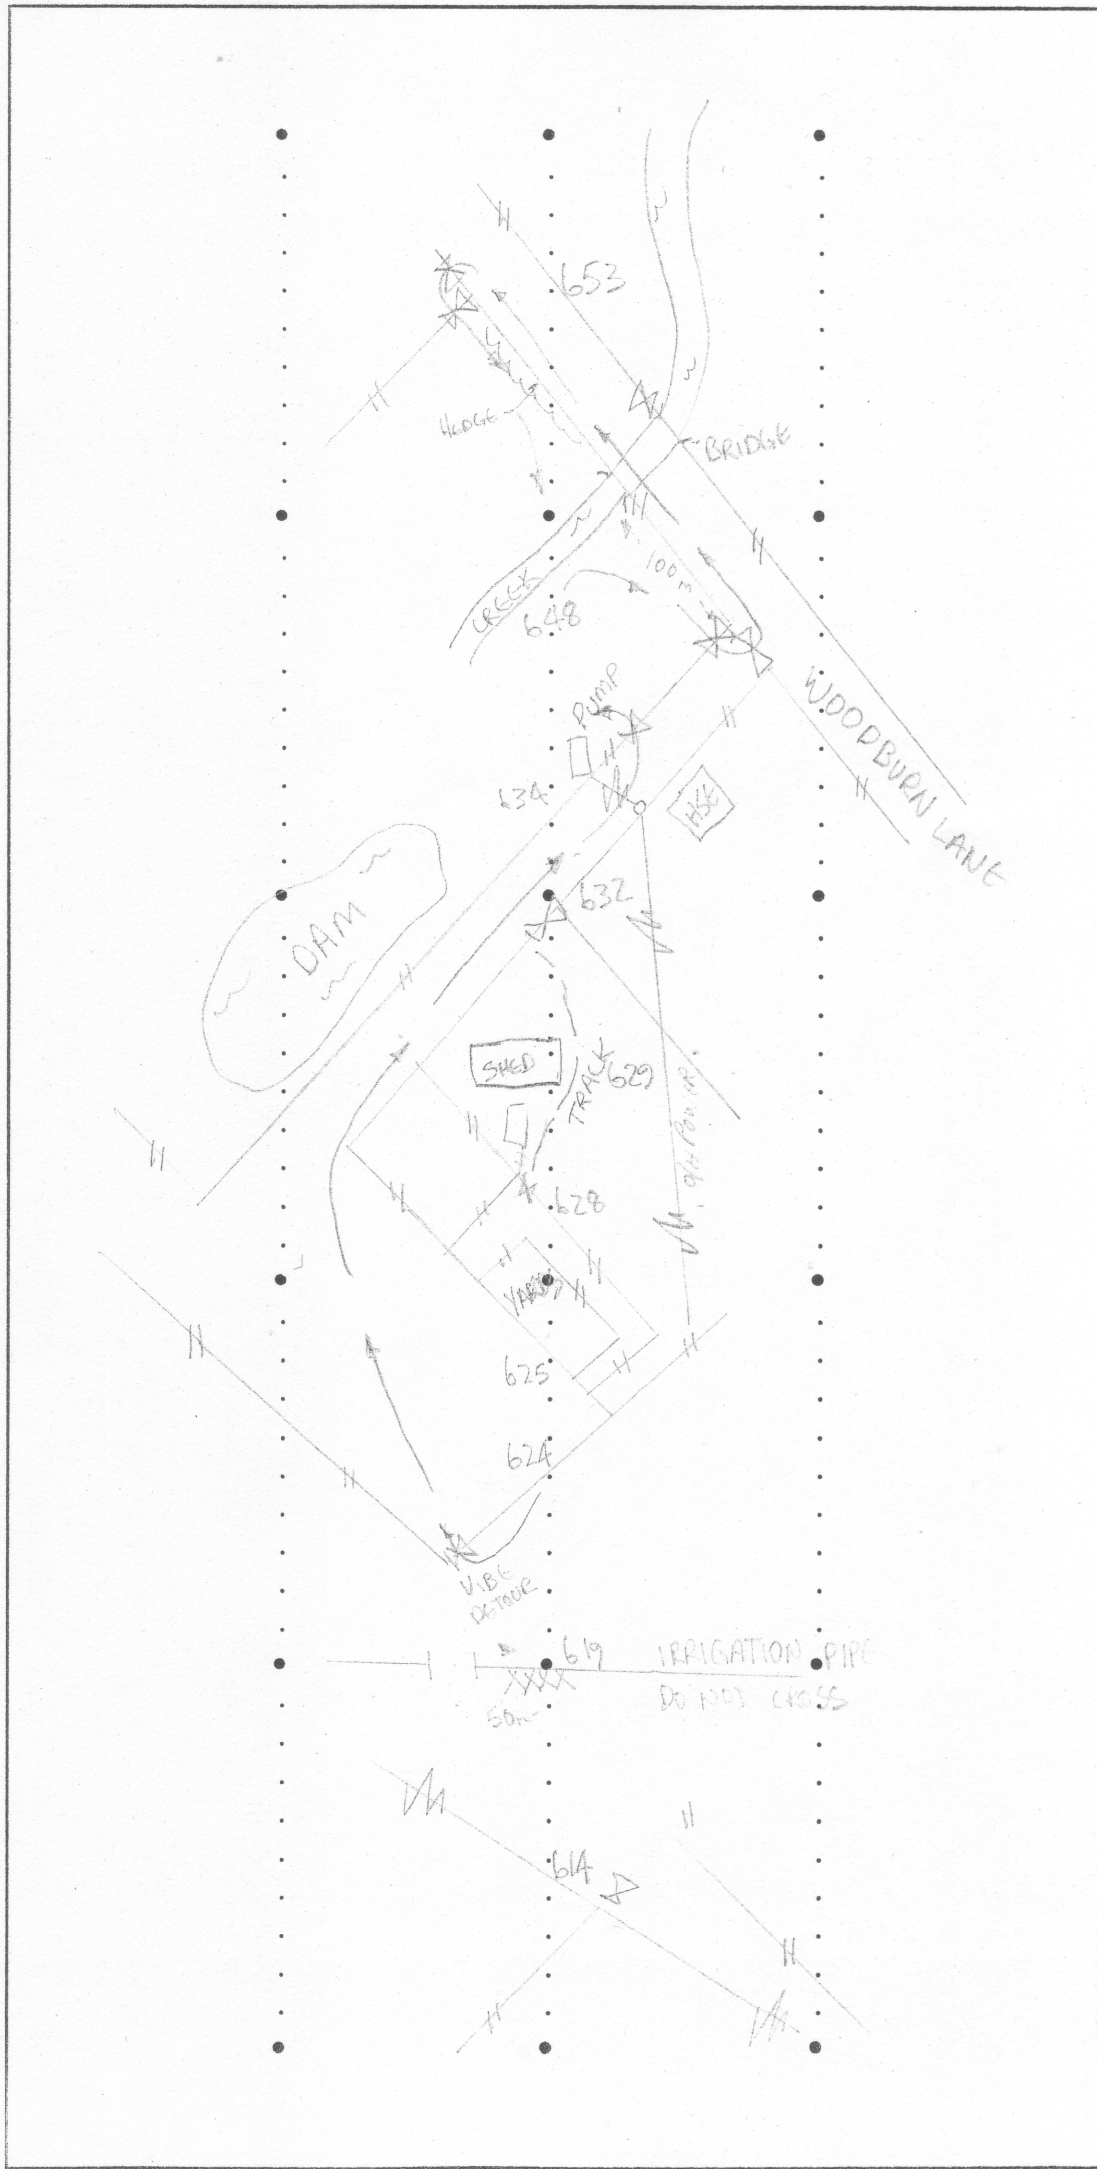 653
HEDGE
BRIDGE
100m
CREEK
648
PUMP
WOODBURN LANE
634
HSE
632
DAM
SHED
TRACK
629
O/H POWER
628
YARDS
625
624
VIBE
DETOUR
619
IRRIGATION PIPE
DO NOT CROSS
50m
614